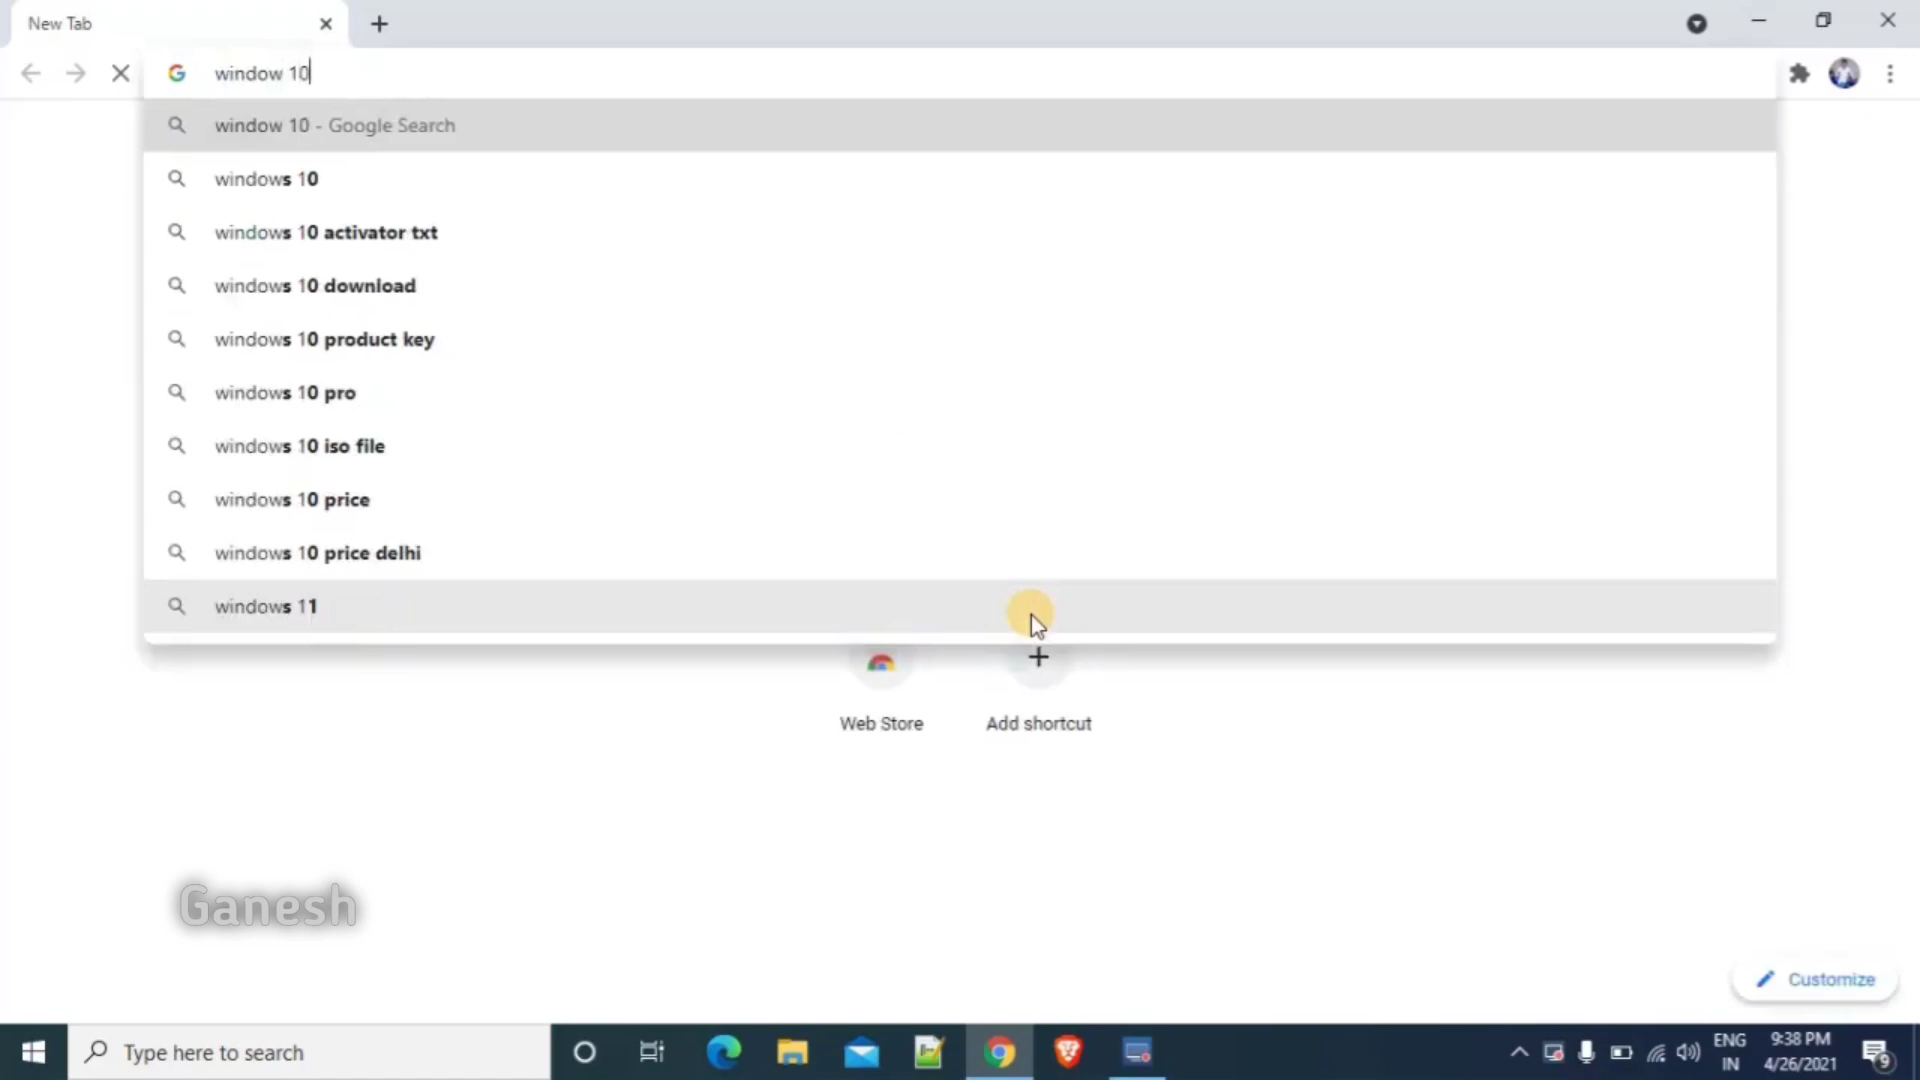 New Tab
window 10
window 10 - Google Search
windows 10
windows 10 activator txt
windows 10 download
windows 10 product key
windows 10 pro
windows 10 iso file
windows 10 price
windows 10 price delhi
windows 11
Web Store
Add shortcut
Ganesh
Customize
Type here to search
ENG
IN
9:38 PM
4/26/2021
9